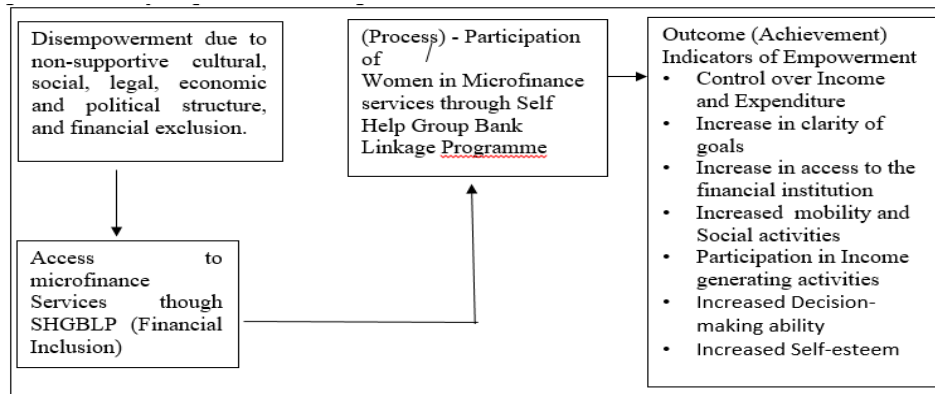 Disempowerment due to
non-supportive cultural,
social, legal, economic
and political structure,
and financial exclusion.
Access to
microfinance
Services though
SHGBLP (Financial
Inclusion)
(Process) - Participation
of
Women in Microfinance
services through Self
Help Group Bank
Linkage Programme
Outcome (Achievement)
Indicators of Empowerment
• Control over Income
and Expenditure
• Increase in clarity of
goals
• Increase in access to the
financial institution
• Increased mobility and
Social activities
• Participation in Income
generating activities
• Increased Decision-
making ability
• Increased Self-esteem